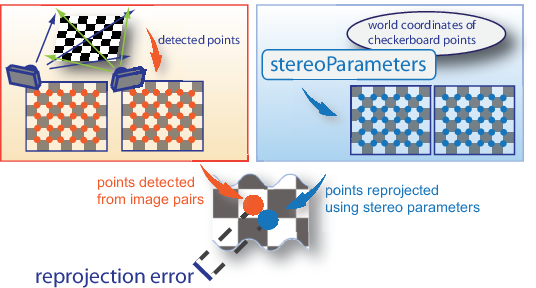 detected points
world coordinates of
checkerboard points
stereoParameters
points detected
from image pairs
points reprojected
using stereo parameters
reprojection error